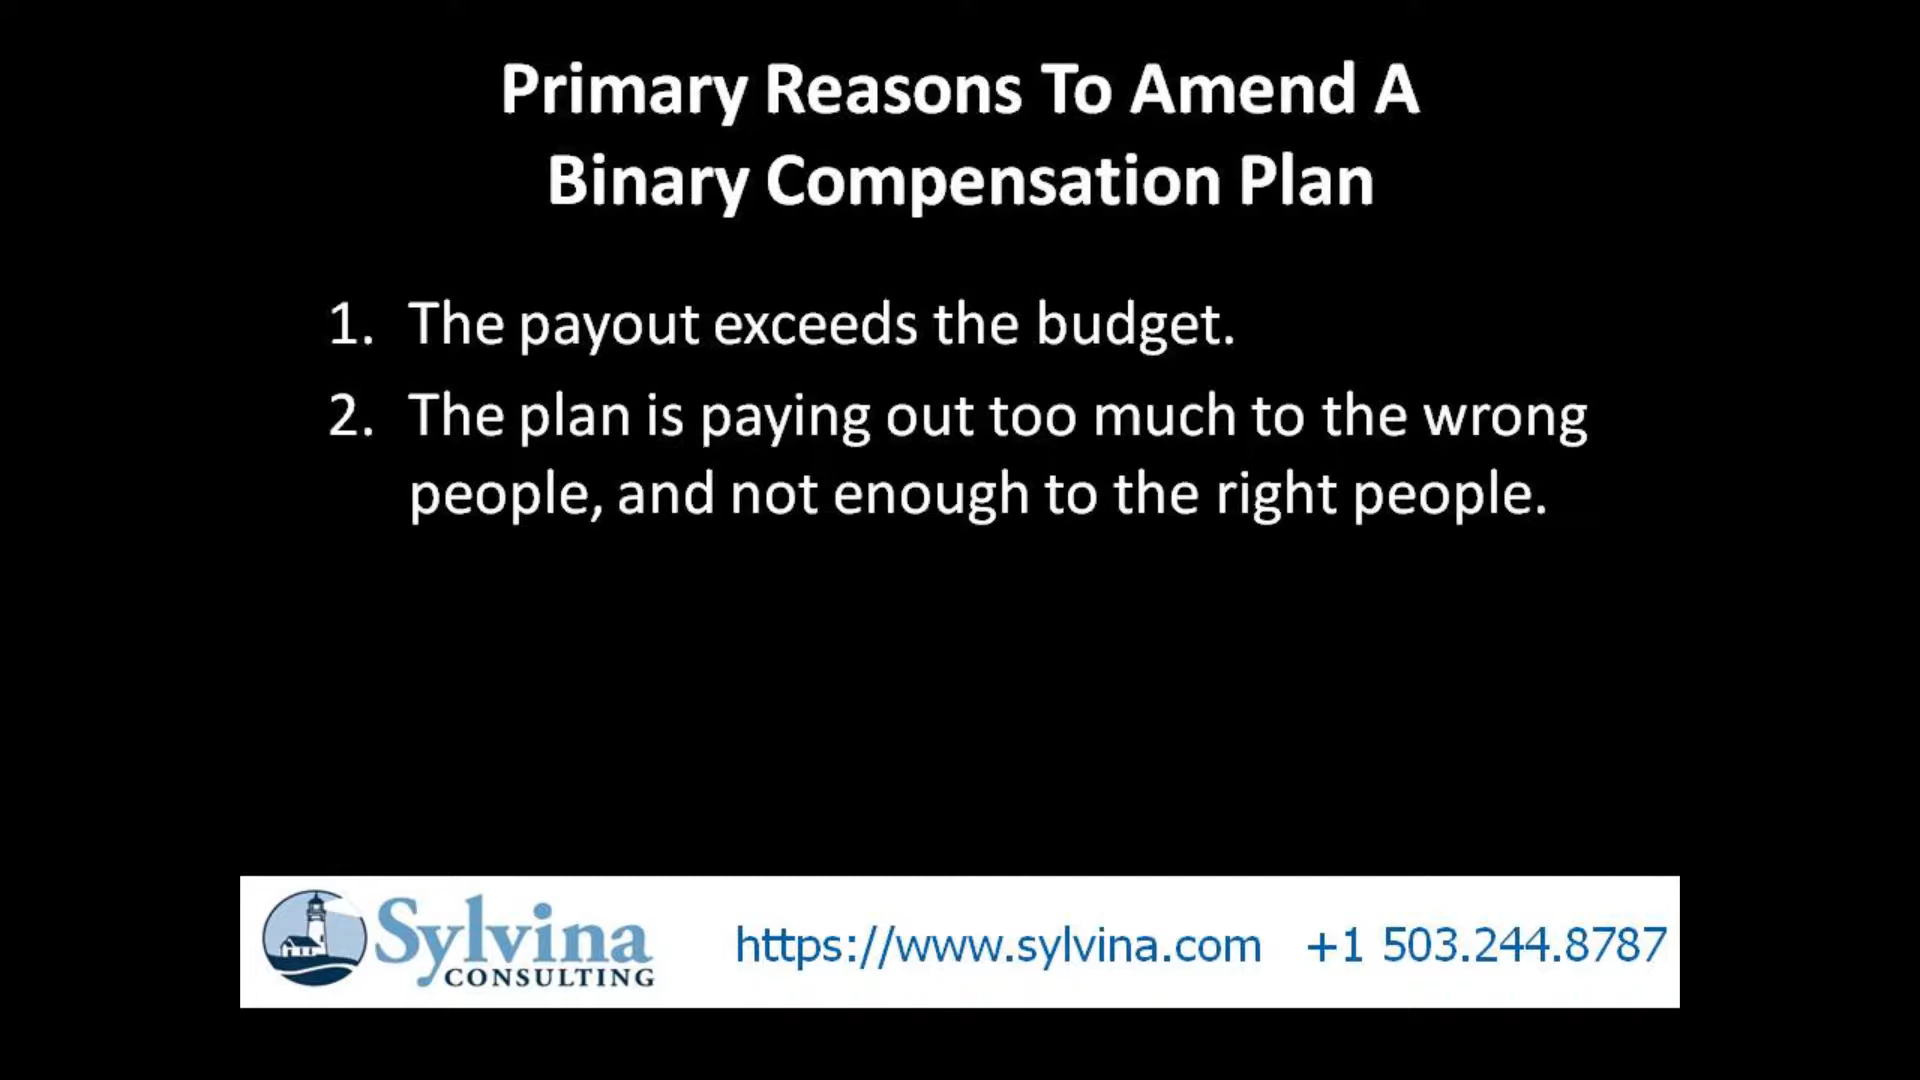 Primary Reasons To Amend A
Binary Compensation Plan
1. The payout exceeds the budget.
2. The plan is paying out too much to the wrong
people, and not enough to the right people.
Sylvina
CONSULTING
https://www.sylvina.com +1 503.244.8787